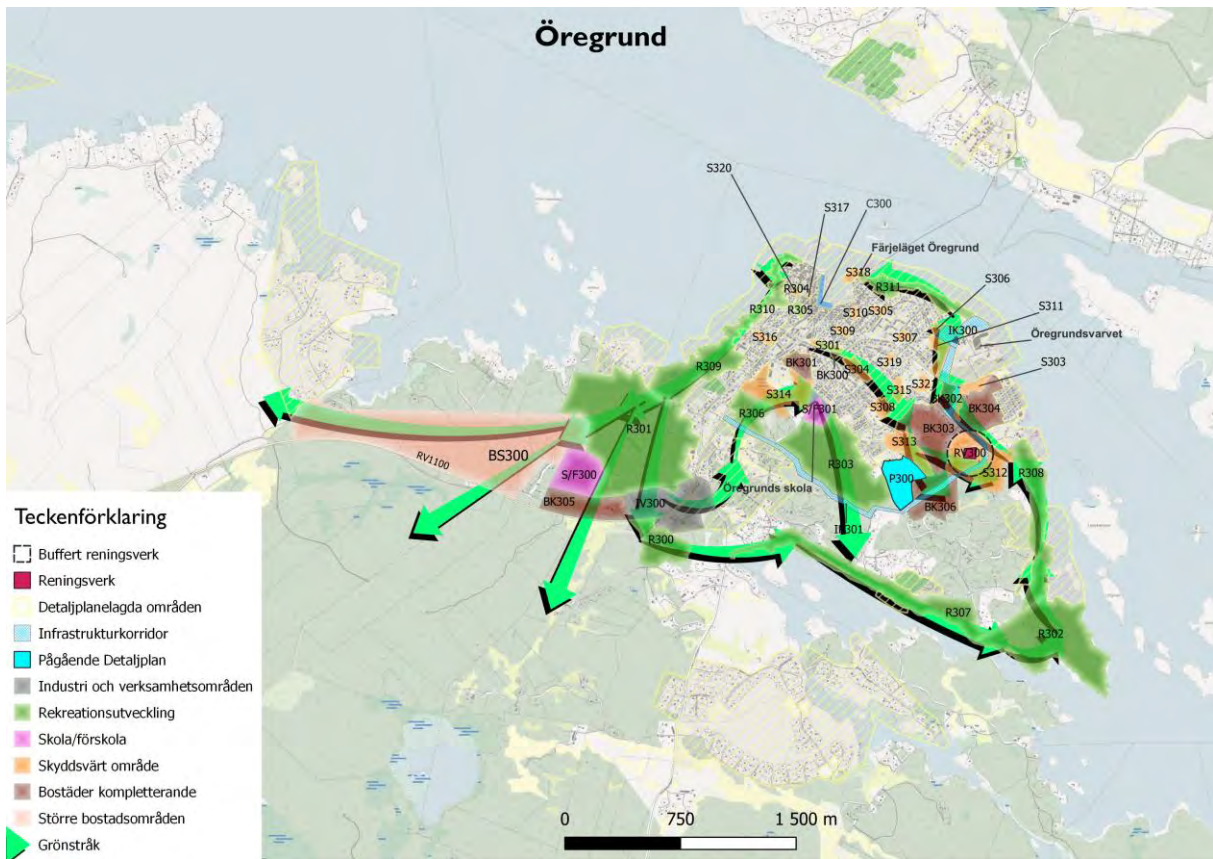 Öregrund
S320
S317
C300
Färjeläget Öregrund
S318
S306
R304
R311
R310
R305
S310
S305
S311
IK300
Öregrundsvarvet
S316
S309
S307
S301
S303
BK301
S319
R309
BK300
S304
S321
S314
S315
BK302
S/F301
S308
BK304
R306
BK303
R301
S313
BS300
RV300
RV1100
R303
S/F300
P300
S312
R308
Öregrunds skola
BK305
IV300
BK306
R300
IK301
R307
R302
Teckenförklaring
Buffert reningsverk
Reningsverk
Detaljplanelagda områden
Infrastrukturkorridor
Pågående Detaljplan
Industri och verksamhetsområden
Rekreationsutveckling
Skola/förskola
Skyddsvärt område
Bostäder kompletterande
Större bostadsområden
Grönstråk
0 750 1 500 m